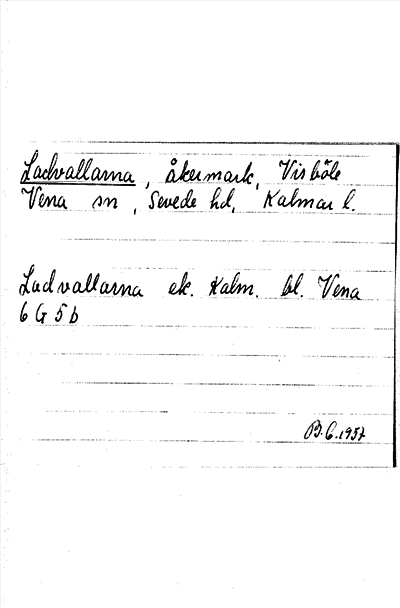 Ladvallarna, åkermark, Visböle
Vena sn, Sevede hd, Kalmar l.
Ladvallarna ek. Kalm. bl. Vena
6 G 5 b
B. G. 1957